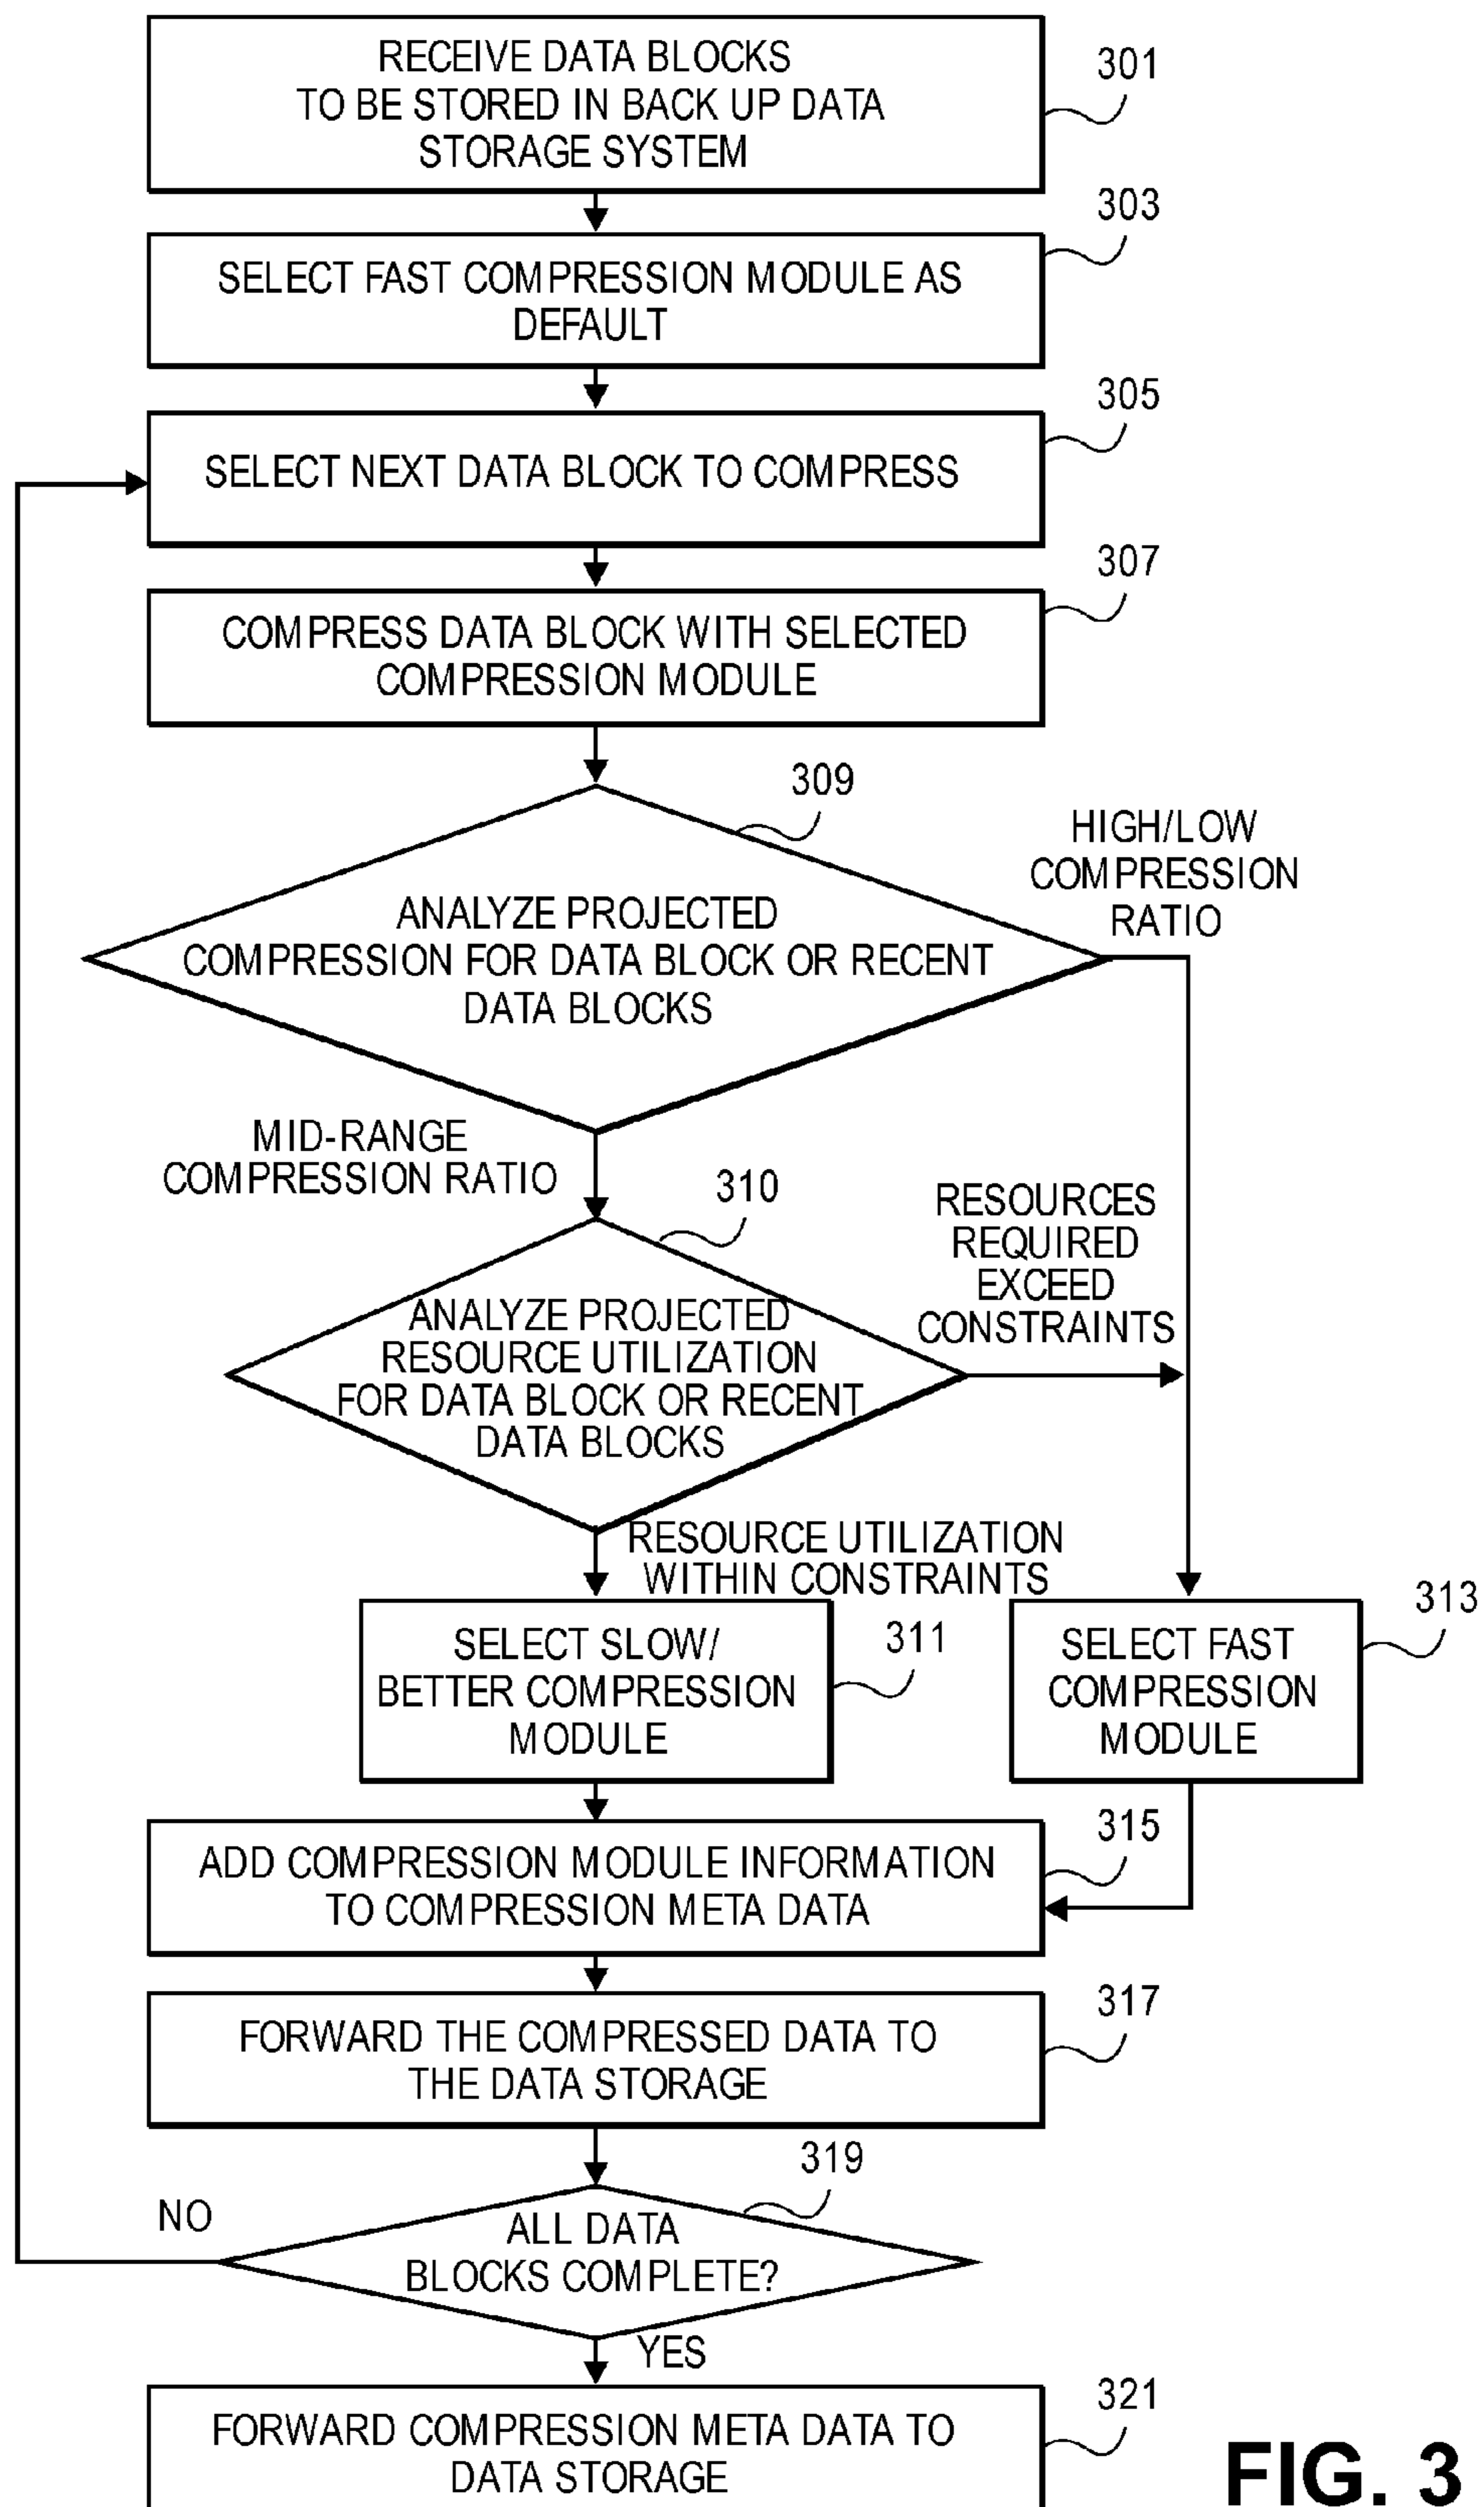 RECEIVE DATA BLOCKS
TO BE STORED IN BACK UP DATA
STORAGE SYSTEM
301
303
SELECT FAST COMPRESSION MODULE AS
DEFAULT
305
SELECT NEXT DATA BLOCK TO COMPRESS
307
COMPRESS DATA BLOCK WITH SELECTED
COMPRESSION MODULE
309
HIGH/LOW
COMPRESSION
RATIO
ANALYZE PROJECTED
COMPRESSION FOR DATA BLOCK OR RECENT
DATA BLOCKS
MID-RANGE
COMPRESSION RATIO
310
RESOURCES
REQUIRED
EXCEED
CONSTRAINTS
ANALYZE PROJECTED
RESOURCE UTILIZATION
FOR DATA BLOCK OR RECENT
DATA BLOCKS
RESOURCE UTILIZATION
WITHIN CONSTRAINTS
SELECT SLOW/
BETTER COMPRESSION
MODULE
311
SELECT FAST
COMPRESSION
MODULE
313
315
ADD COMPRESSION MODULE INFORMATION
TO COMPRESSION META DATA
317
FORWARD THE COMPRESSED DATA TO
THE DATA STORAGE
319
NO
ALL DATA
BLOCKS COMPLETE?
YES
321
FORWARD COMPRESSION META DATA TO
DATA STORAGE
FIG. 3